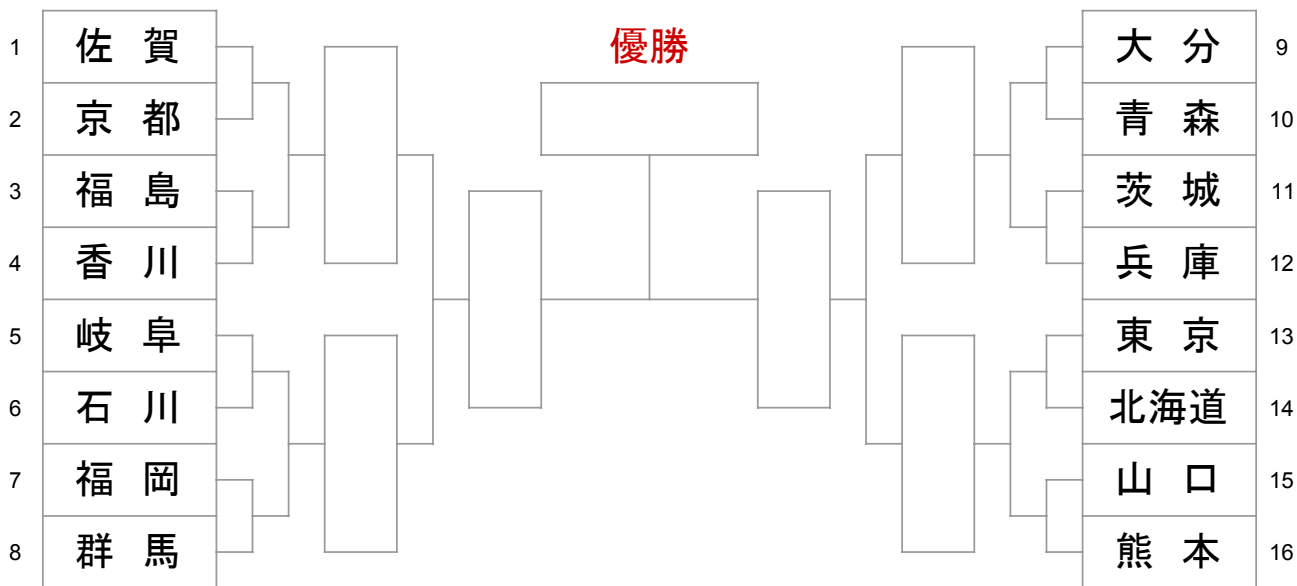 優勝
1 佐賀
2 京都
3 福島
4 香川
5 岐阜
6 石川
7 福岡
8 群馬
大分 9
青森 10
茨城 11
兵庫 12
東京 13
北海道 14
山口 15
熊本 16